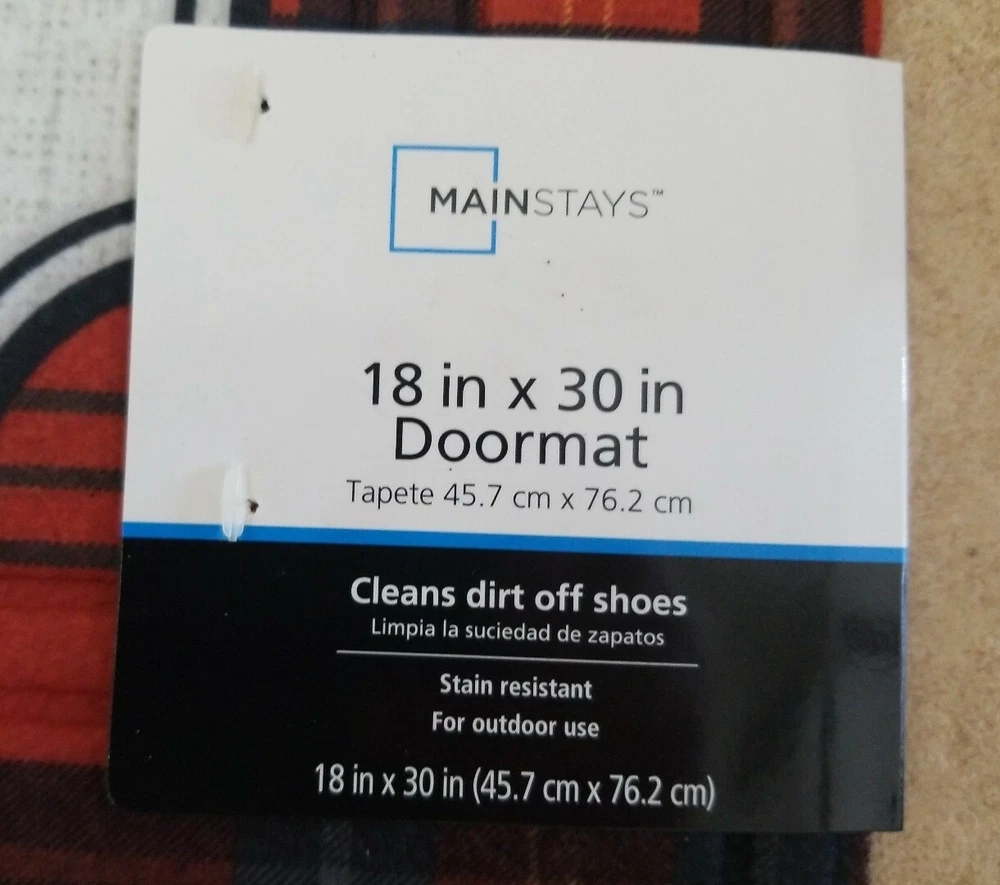 MAINSTAYS™
18 in x 30 in
Doormat
Tapete 45.7 cm x 76.2 cm
Cleans dirt off shoes
Limpia la suciedad de zapatos
Stain resistant
For outdoor use
18 in x 30 in (45.7 cm x 76.2 cm)